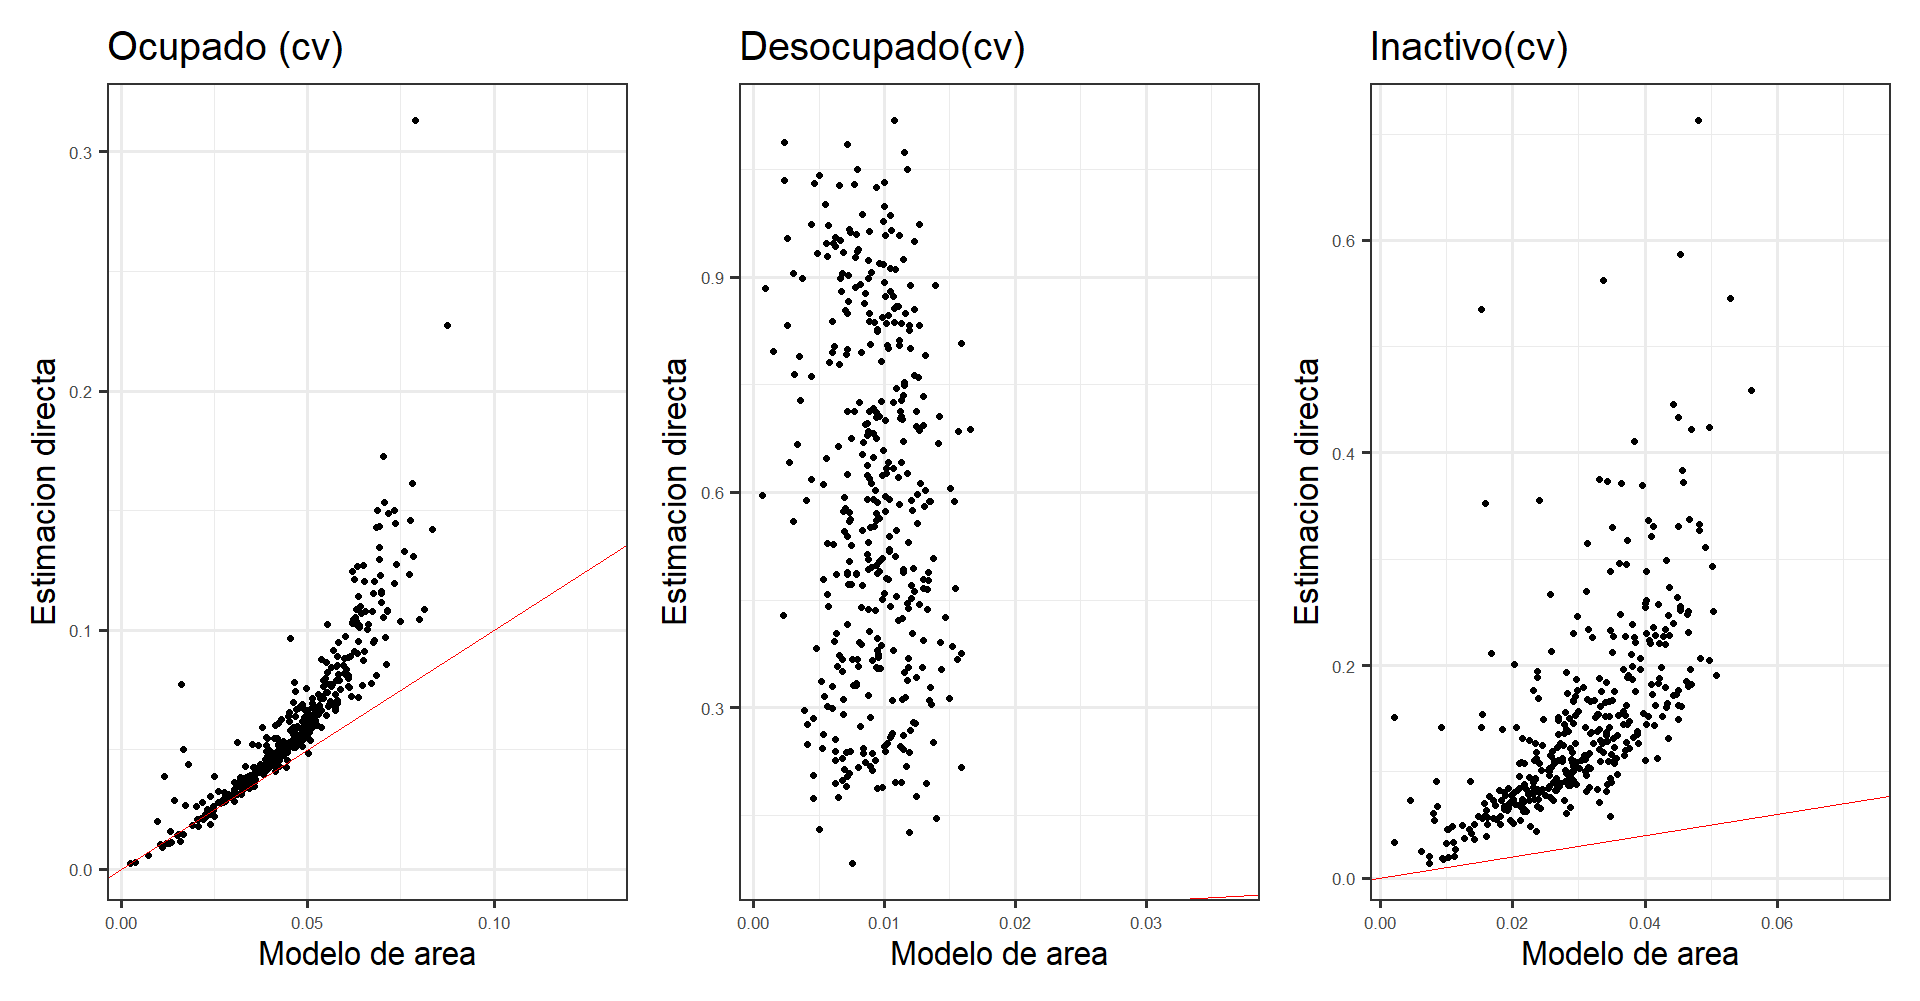 Ocupado (cv)
Estimacion directa
0.3
0.2
0.1
0.0
0.00 0.05 0.10
Modelo de area
Desocupado(cv)
Estimacion directa
0.9
0.6
0.3
0.00 0.01 0.02 0.03
Modelo de area
Inactivo(cv)
Estimacion directa
0.6
0.4
0.2
0.0
0.00 0.02 0.04 0.06
Modelo de area